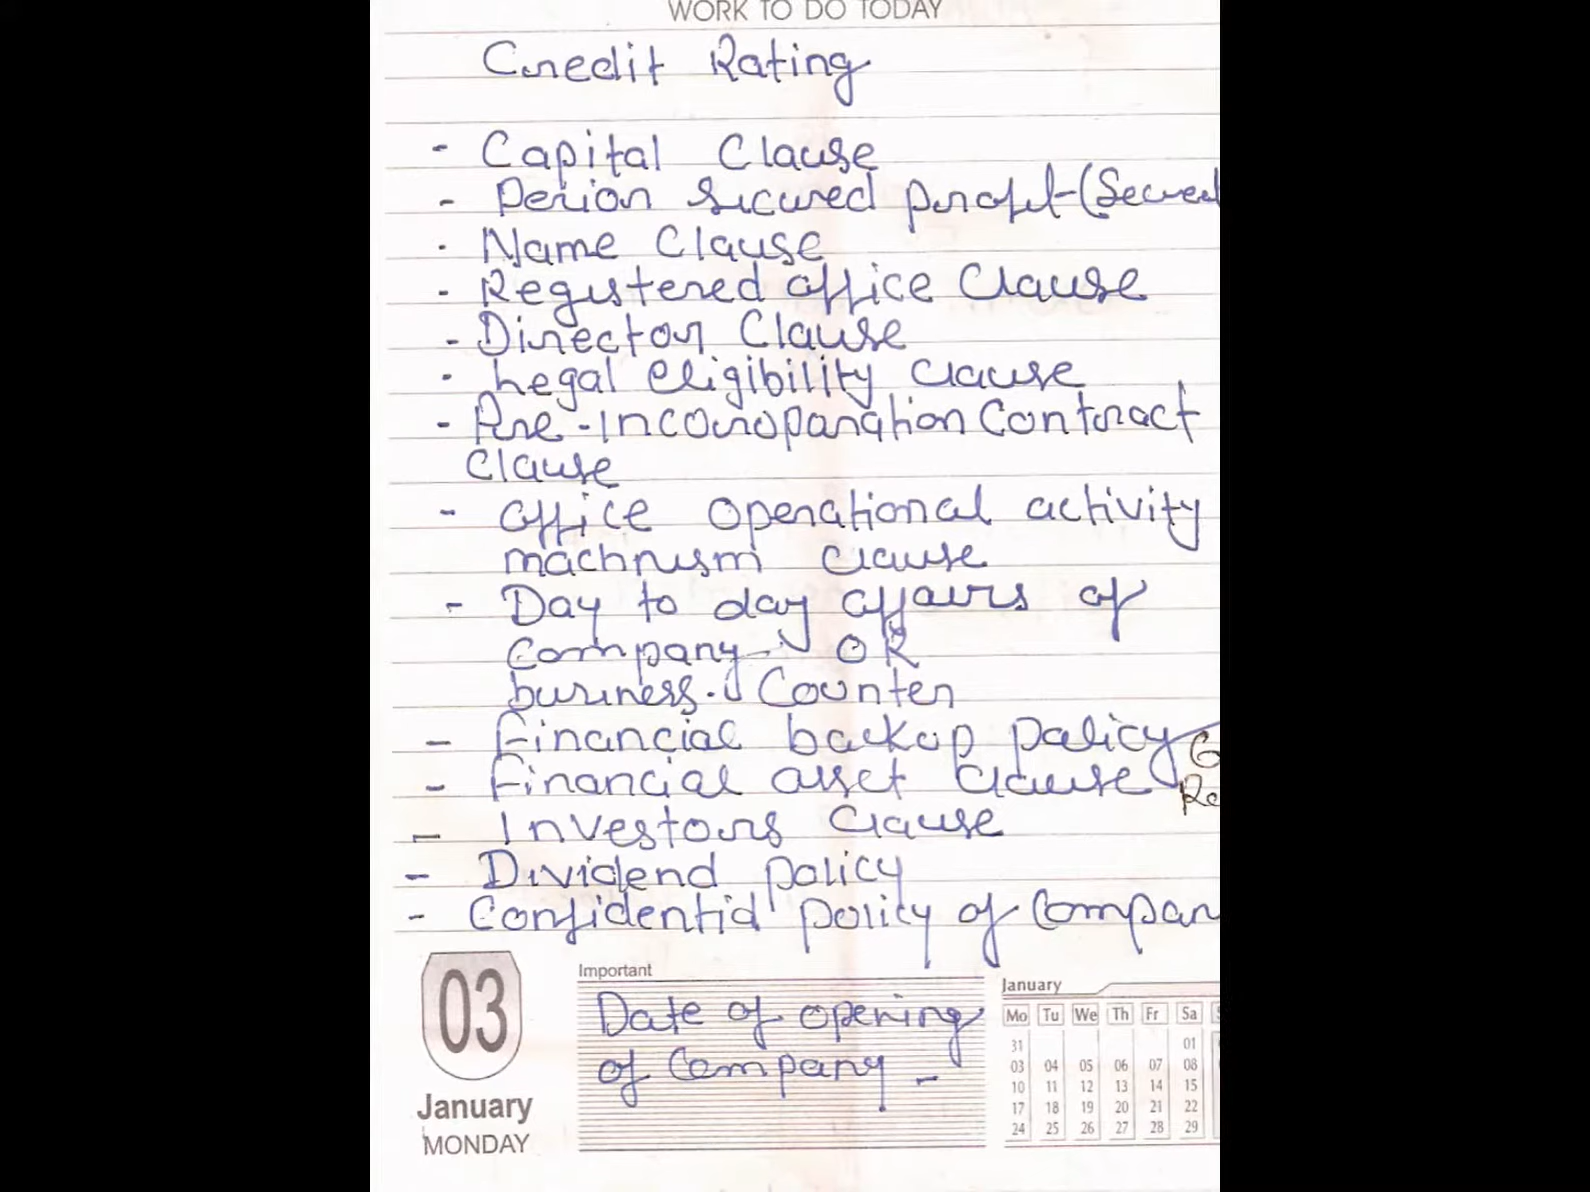 WORK TO DO TODAY
Credit Rating
- Capital Clause
- Perion secured profit (Secured
- Name Clause
- Registered office Clause
- Director Clause
- Legal eligibility clause
- Pre-Incorporation Contract
Clause
- office operational activity
machnism clause
- Day to day affairs of
Company OR
business. Counter
- Financial backup policy
- Financial asset clause
- Investors clause
- Dividend policy
- Confidential policy of Compan
03
January
MONDAY
Important
Date of opening
of Company -
January
Mo Tu We Th Fr Sa
31 01
03 04 05 06 07 08
10 11 12 13 14 15
17 18 19 20 21 22
24 25 26 27 28 29